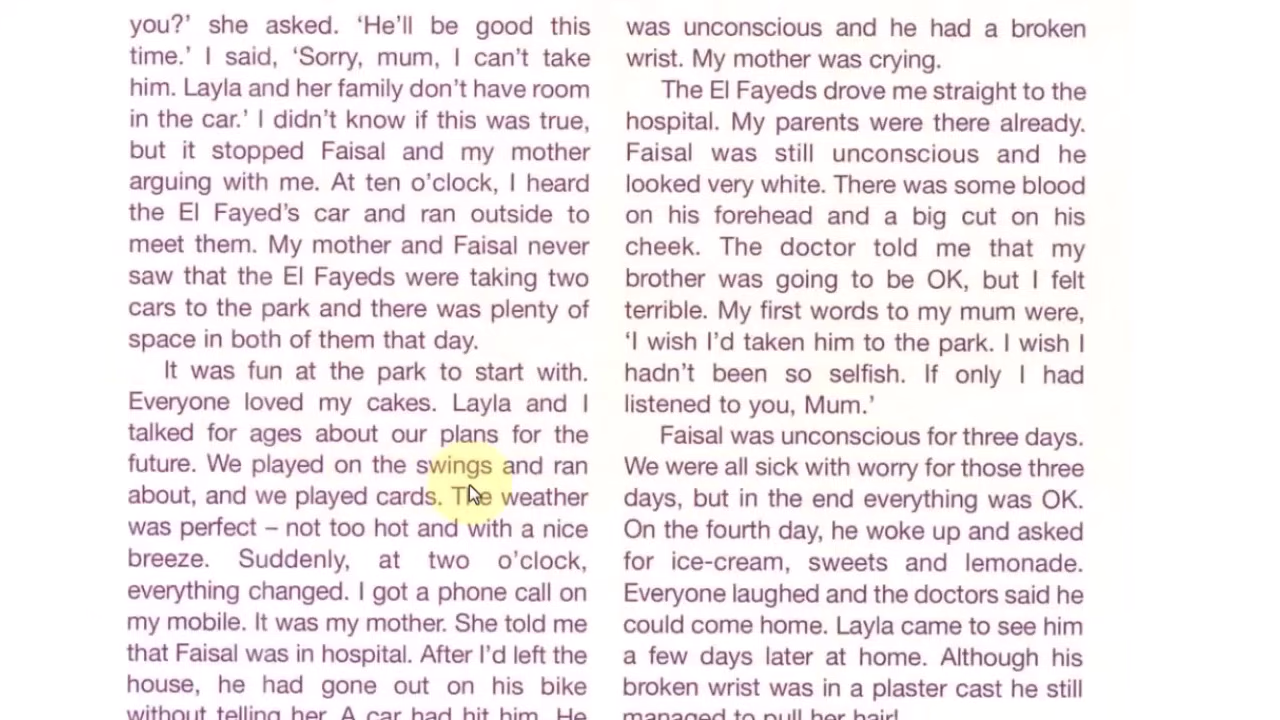 you?' she asked. 'He'll be good this
time.' I said, 'Sorry, mum, I can't take
him. Layla and her family don't have room
in the car.' I didn't know if this was true,
but it stopped Faisal and my mother
arguing with me. At ten o'clock, I heard
the El Fayed's car and ran outside to
meet them. My mother and Faisal never
saw that the El Fayeds were taking two
cars to the park and there was plenty of
space in both of them that day.
It was fun at the park to start with.
Everyone loved my cakes. Layla and I
talked for ages about our plans for the
future. We played on the swings and ran
about, and we played cards. The weather
was perfect – not too hot and with a nice
breeze. Suddenly, at two o'clock,
everything changed. I got a phone call on
my mobile. It was my mother. She told me
that Faisal was in hospital. After I'd left the
house, he had gone out on his bike
without telling her. A car had hit him. He
was unconscious and he had a broken
wrist. My mother was crying.
The El Fayeds drove me straight to the
hospital. My parents were there already.
Faisal was still unconscious and he
looked very white. There was some blood
on his forehead and a big cut on his
cheek. The doctor told me that my
brother was going to be OK, but I felt
terrible. My first words to my mum were,
'I wish I'd taken him to the park. I wish I
hadn't been so selfish. If only I had
listened to you, Mum.'
Faisal was unconscious for three days.
We were all sick with worry for those three
days, but in the end everything was OK.
On the fourth day, he woke up and asked
for ice-cream, sweets and lemonade.
Everyone laughed and the doctors said he
could come home. Layla came to see him
a few days later at home. Although his
broken wrist was in a plaster cast he still
managed to pull her hair!